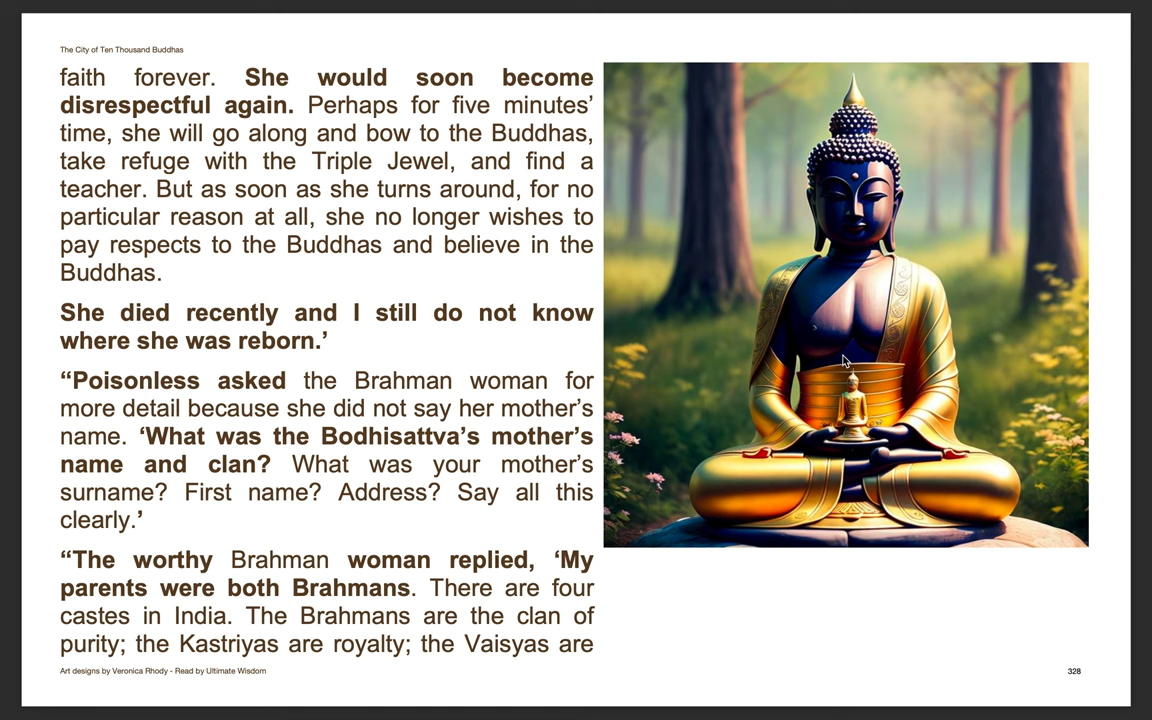 The City of Ten Thousand Buddhas
faith forever. She would soon become
disrespectful again. Perhaps for five minutes’
time, she will go along and bow to the Buddhas,
take refuge with the Triple Jewel, and find a
teacher. But as soon as she turns around, for no
particular reason at all, she no longer wishes to
pay respects to the Buddhas and believe in the
Buddhas.
She died recently and I still do not know
where she was reborn.’
“Poisonless asked the Brahman woman for
more detail because she did not say her mother’s
name. ‘What was the Bodhisattva’s mother’s
name and clan? What was your mother’s
surname? First name? Address? Say all this
clearly.’
“The worthy Brahman woman replied, ‘My
parents were both Brahmans. There are four
castes in India. The Brahmans are the clan of
purity; the Kastriyas are royalty; the Vaisyas are
Art designs by Veronica Rhody - Read by Ultimate Wisdom
328